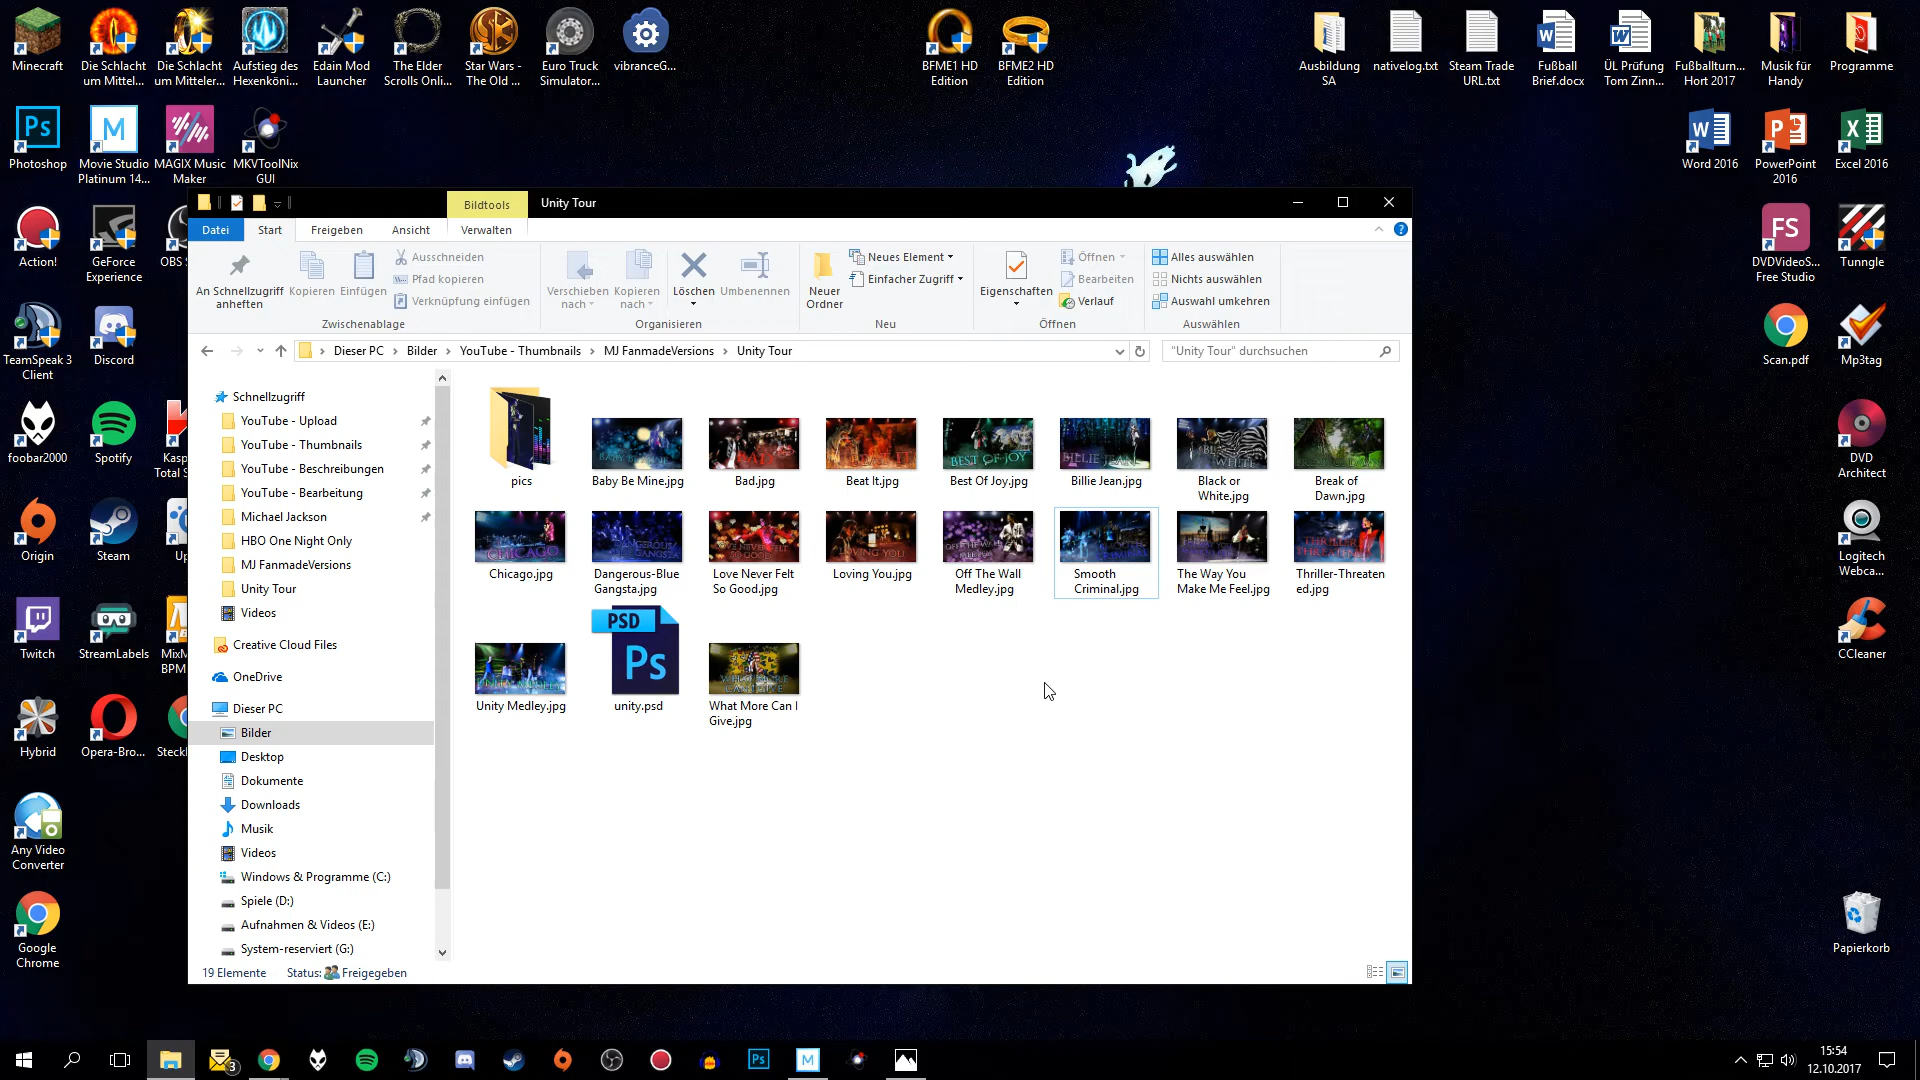 Minecraft
Die Schlacht um Mittel...
Die Schlacht um Mitteler...
Aufstieg des Hexenköni...
Edain Mod Launcher
The Elder Scrolls Onli...
Star Wars - The Old ...
Euro Truck Simulator...
vibranceG...
BFME1 HD Edition
BFME2 HD Edition
Ausbildung SA
nativelog.txt
Steam Trade URL.txt
Fußball Brief.docx
ÜL Prüfung Tom Zinn...
Fußballturn... Hort 2017
Musik für Handy
Programme
Photoshop
Movie Studio Platinum 14...
MAGIX Music Maker
MKVToolNix GUI
Word 2016
PowerPoint 2016
Excel 2016
Action!
GeForce Experience
OBS S
DVDVideoS... Free Studio
Tunngle
TeamSpeak 3 Client
Discord
Scan.pdf
Mp3tag
foobar2000
Spotify
Kasp
Total S
DVD Architect
Origin
Steam
Up
Logitech Webca...
Twitch
StreamLabels
MixM
BPM
CCleaner
Hybrid
Opera-Bro...
Steckl
Any Video Converter
Google Chrome
Papierkorb
Bildtools
Unity Tour
Datei
Start
Freigeben
Ansicht
Verwalten
An Schnellzugriff anheften
Kopieren
Einfügen
Ausschneiden
Pfad kopieren
Verknüpfung einfügen
Zwischenablage
Verschieben nach
Kopieren nach
Löschen
Umbenennen
Organisieren
Neuer Ordner
Neues Element
Einfacher Zugriff
Neu
Eigenschaften
Öffnen
Bearbeiten
Verlauf
Öffnen
Alles auswählen
Nichts auswählen
Auswahl umkehren
Auswählen
Dieser PC > Bilder > YouTube - Thumbnails > MJ FanmadeVersions > Unity Tour
"Unity Tour" durchsuchen
Schnellzugriff
YouTube - Upload
YouTube - Thumbnails
YouTube - Beschreibungen
YouTube - Bearbeitung
Michael Jackson
HBO One Night Only
MJ FanmadeVersions
Unity Tour
Videos
Creative Cloud Files
OneDrive
Dieser PC
Bilder
Desktop
Dokumente
Downloads
Musik
Videos
Windows & Programme (C:)
Spiele (D:)
Aufnahmen & Videos (E:)
System-reserviert (G:)
pics
Baby Be Mine.jpg
Bad.jpg
Beat It.jpg
Best Of Joy.jpg
Billie Jean.jpg
Black or White.jpg
Break of Dawn.jpg
Chicago.jpg
Dangerous-Blue Gangsta.jpg
Love Never Felt So Good.jpg
Loving You.jpg
Off The Wall Medley.jpg
Smooth Criminal.jpg
The Way You Make Me Feel.jpg
Thriller-Threatened.jpg
Unity Medley.jpg
PSD
Ps
unity.psd
What More Can I Give.jpg
19 Elemente
Status:
Freigegeben
3
15:54
12.10.2017